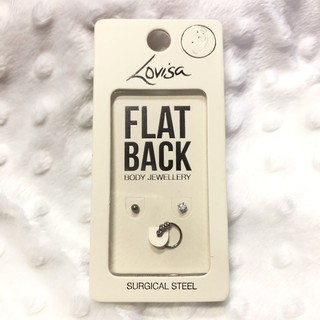 Lovisa
FLAT
BACK
BODY JEWELLERY
SURGICAL STEEL